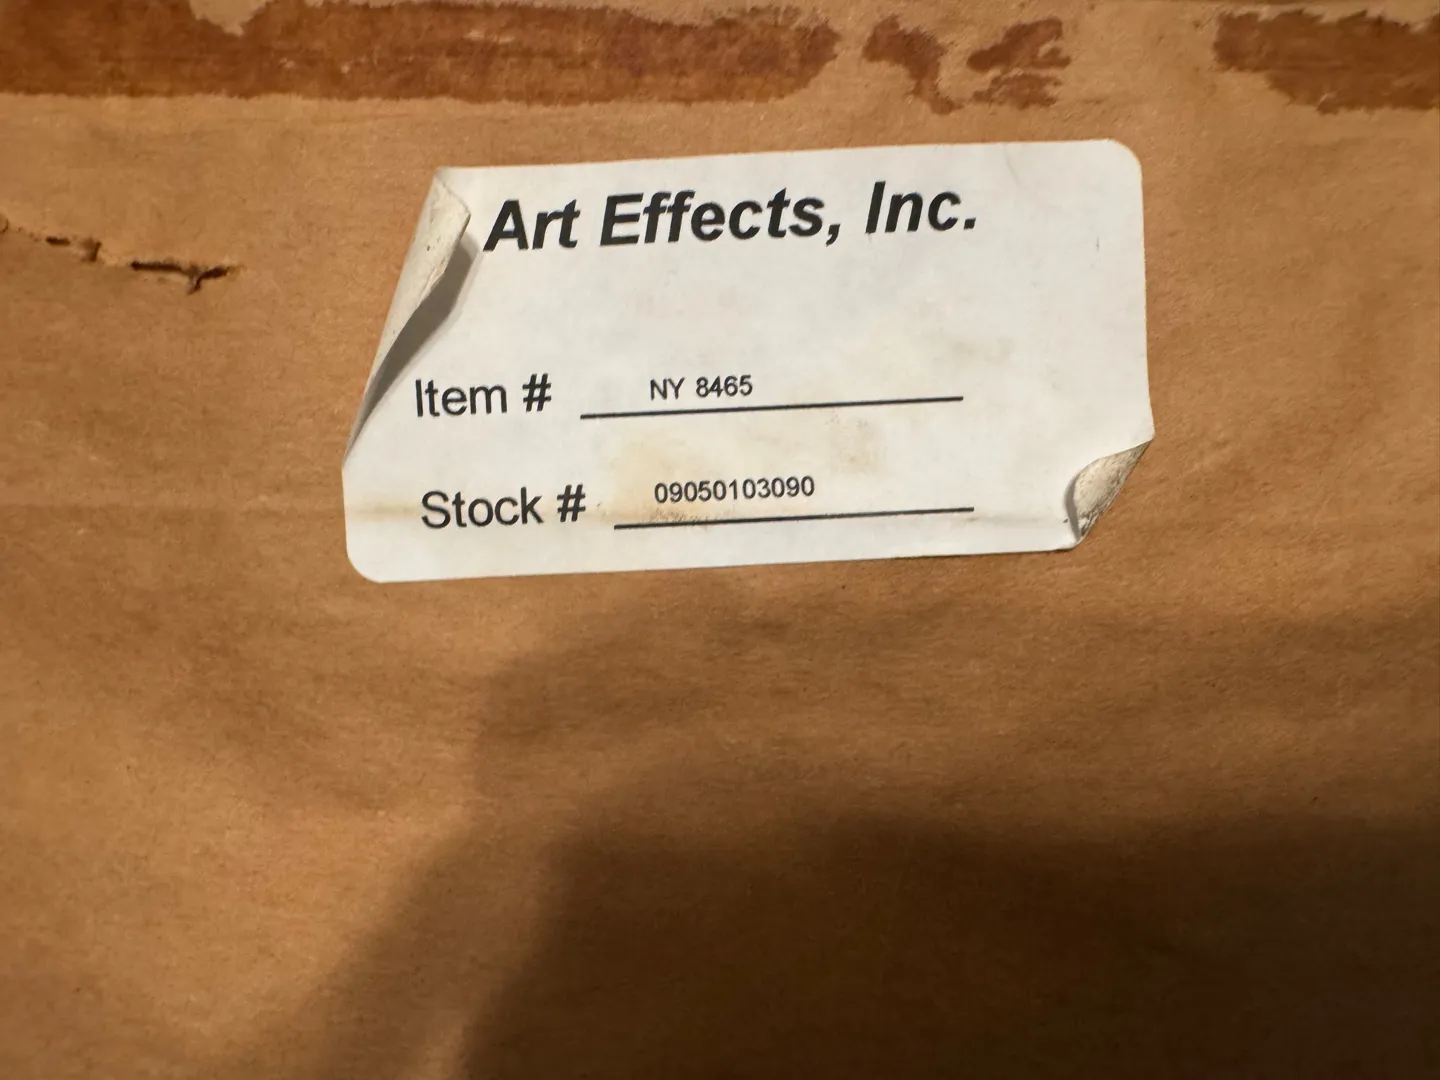 Art Effects, Inc.
Item # NY 8465
Stock # 09050103090